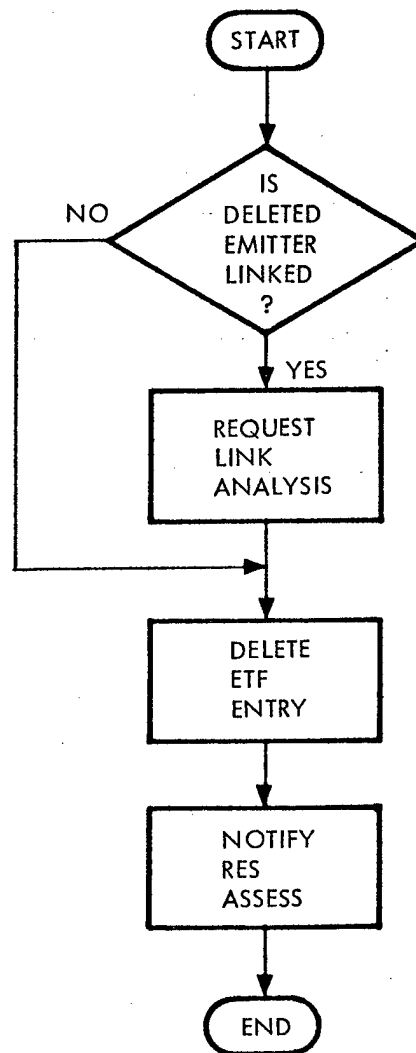 START
IS
DELETED
EMITTER
LINKED
?
NO
YES
REQUEST
LINK
ANALYSIS
DELETE
ETF
ENTRY
NOTIFY
RES
ASSESS
END